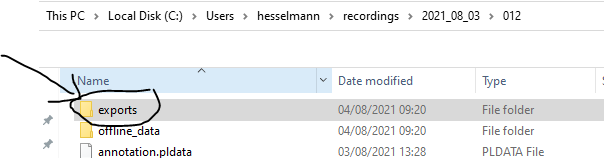 This PC > Local Disk (C:) > Users > hesselmann > recordings > 2021_08_03 > 012
Name Date modified Type
exports 04/08/2021 09:20 File folder
offline_data 04/08/2021 09:20 File folder
annotation.pldata 03/08/2021 13:28 PLDATA File